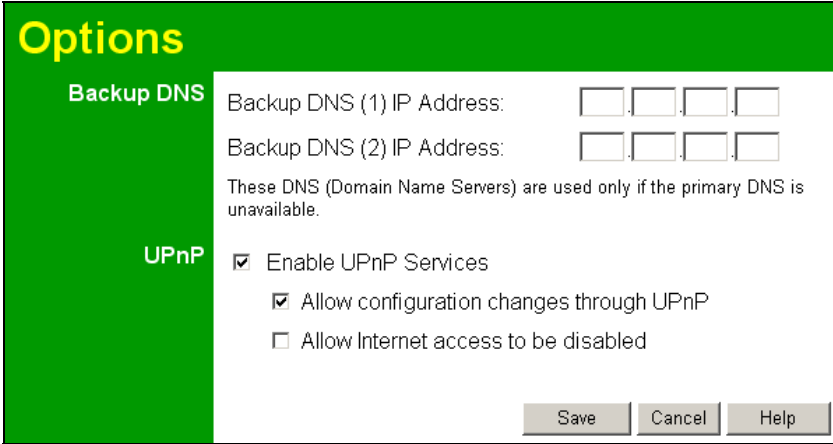 Options
Backup DNS
Backup DNS (1) IP Address:
. . .
Backup DNS (2) IP Address:
. . .
These DNS (Domain Name Servers) are used only if the primary DNS is
unavailable.
UPnP
Enable UPnP Services
Allow configuration changes through UPnP
Allow Internet access to be disabled
Save Cancel Help